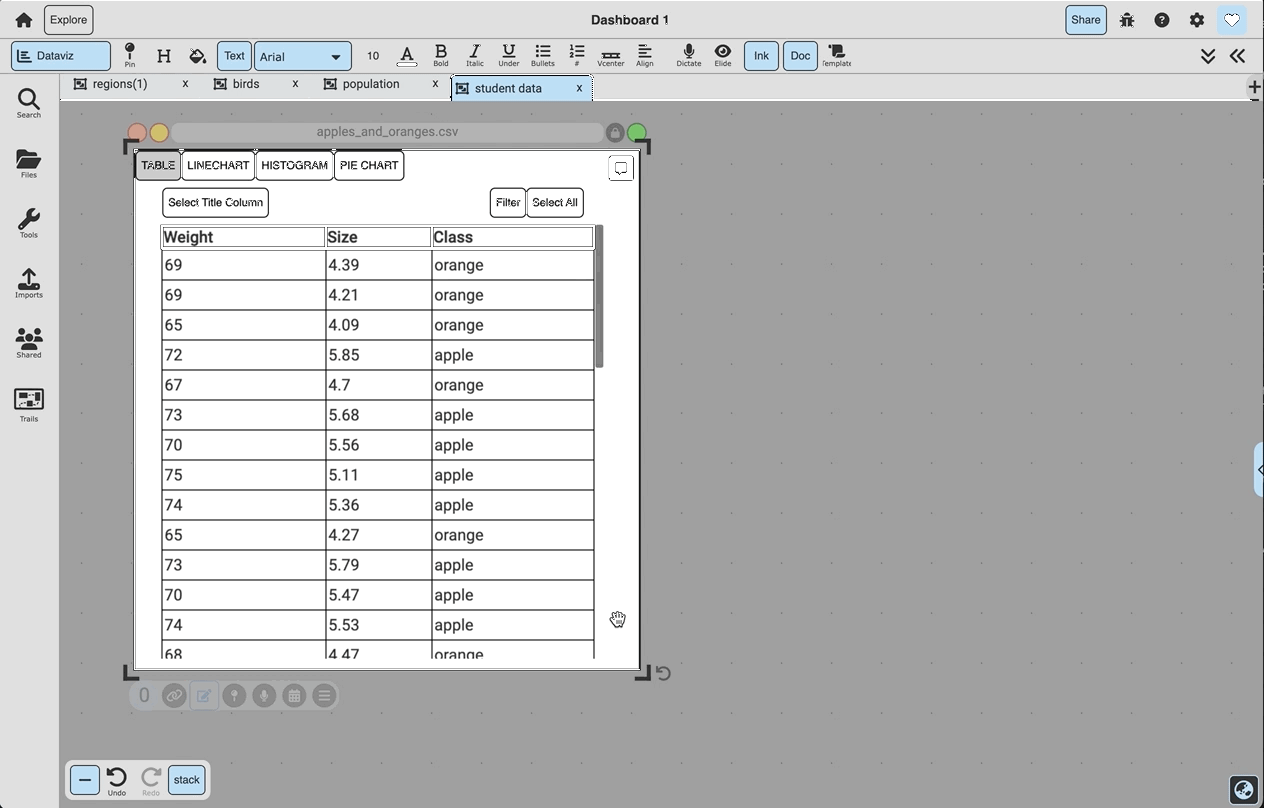 Explore
Dashboard 1
Share
Dataviz
Pin
H
Text
Arial
10
A
B
Bold
I
Italic
U
Under
Bullets
#
Vcenter
Align
Dictate
Elide
Ink
Doc
Template
regions(1) x
birds x
population x
student data x
Search
Files
Tools
Imports
Shared
Trails
apples_and_oranges.csv
TABLE LINECHART HISTOGRAM PIE CHART
Select Title Column Filter Select All
Weight Size Class
69 4.39 orange
69 4.21 orange
65 4.09 orange
72 5.85 apple
67 4.7 orange
73 5.68 apple
70 5.56 apple
75 5.11 apple
74 5.36 apple
65 4.27 orange
73 5.79 apple
70 5.47 apple
74 5.53 apple
68 4.47 orange
0
Undo
Redo
stack